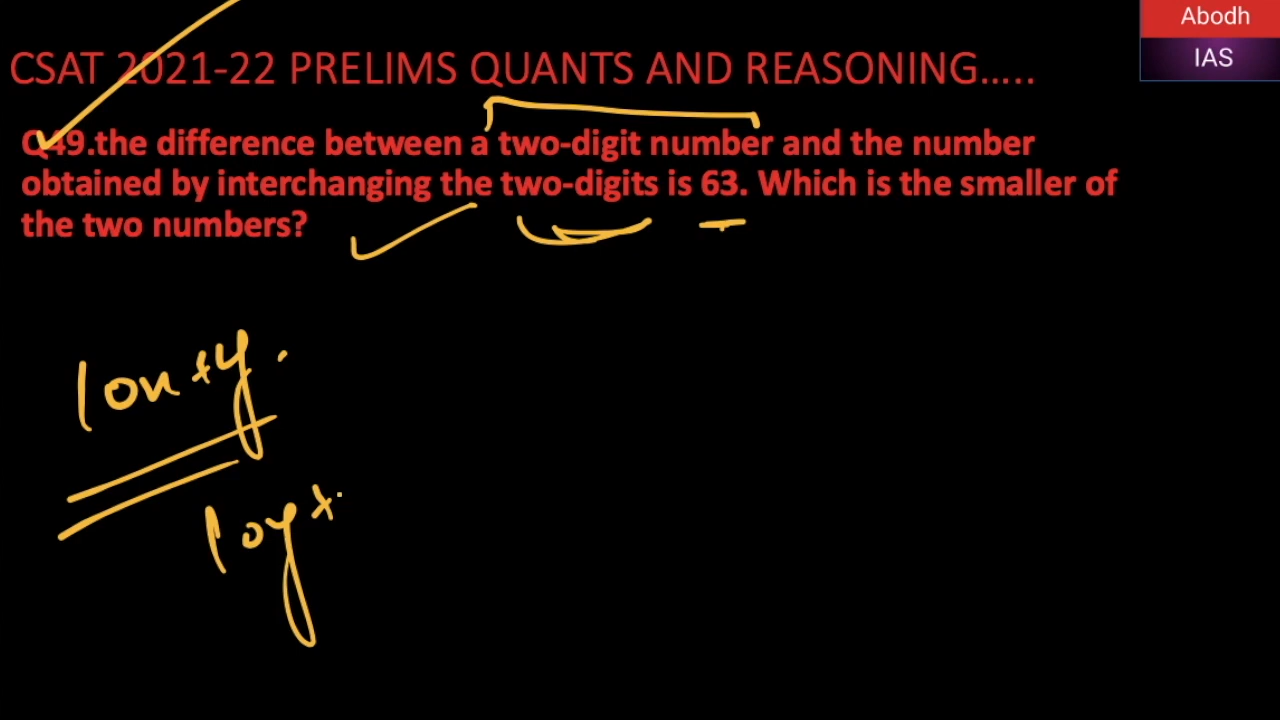 Abodh
IAS
CSAT 2021-22 PRELIMS QUANTS AND REASONING.....
Q49.the difference between a two-digit number and the number
obtained by interchanging the two-digits is 63. Which is the smaller of
the two numbers?
10x+y.
10y+